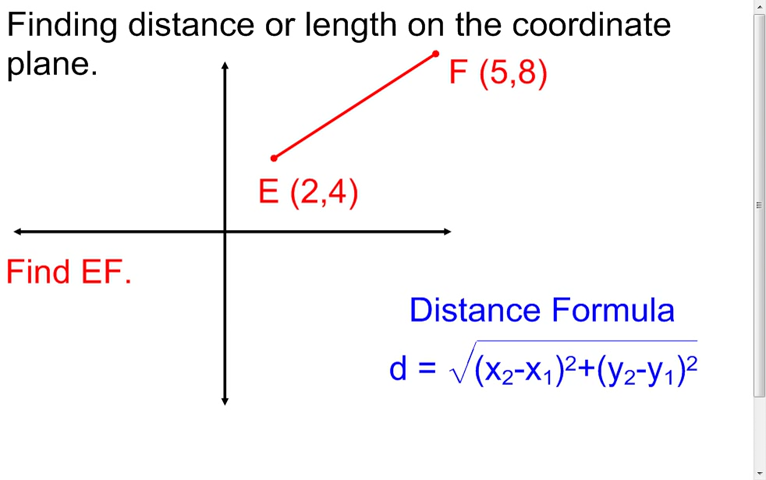 Finding distance or length on the coordinate
plane.
F (5,8)
E (2,4)
Find EF.
Distance Formula
d = √(x₂-x₁)²+(y₂-y₁)²